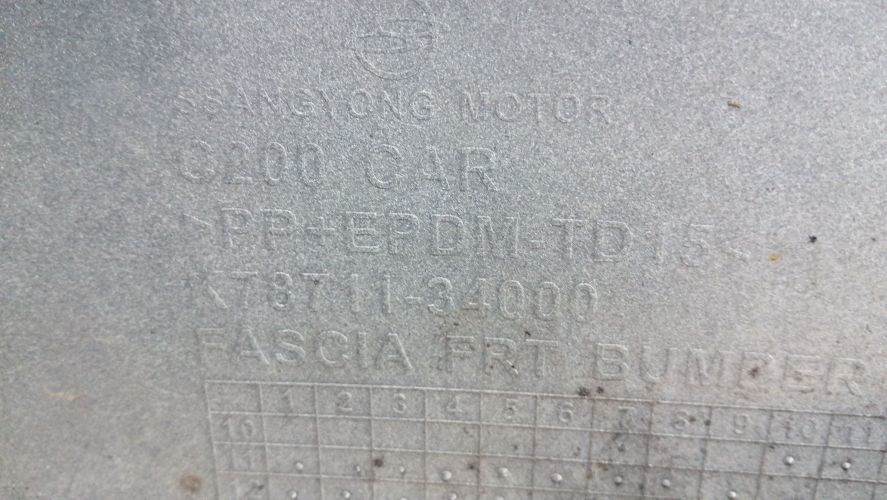 SSANGYONG MOTOR
C200 CAR
>PP+EPDM-TD15<
K78711-34000
FASCIA FRT BUMPER
1 2 3 4 5 6 7 8 9 10 11
10
11